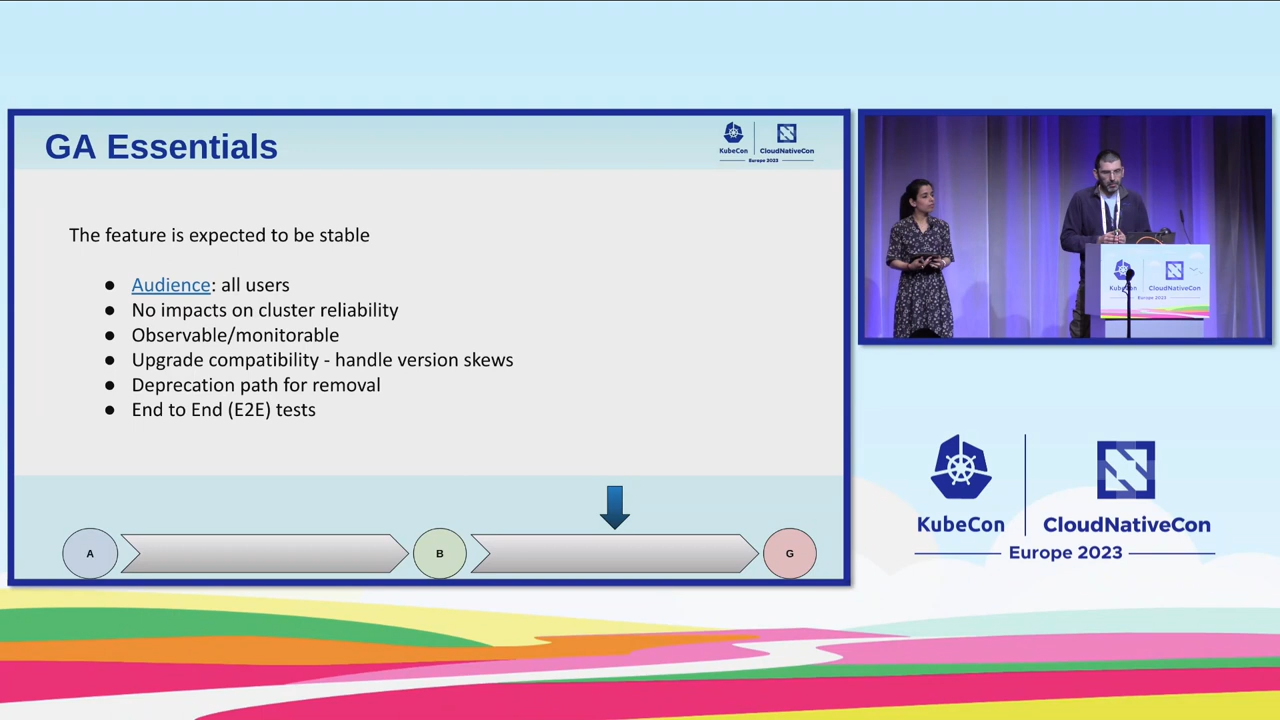 GA Essentials
KubeCon
CloudNativeCon
Europe 2023
The feature is expected to be stable
● Audience: all users
● No impacts on cluster reliability
● Observable/monitorable
● Upgrade compatibility - handle version skews
● Deprecation path for removal
● End to End (E2E) tests
A
B
G
KubeCon
CloudNativeCon
Europe 2023
KubeCon
CloudNativeCon
Europe 2023